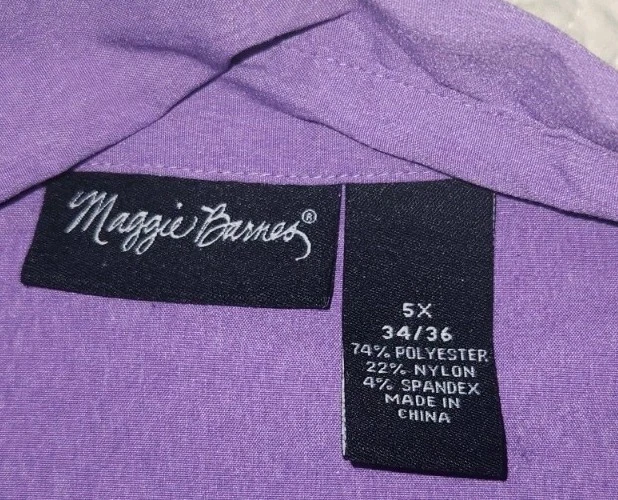 Maggie Barnes®
5X
34/36
74% POLYESTER
22% NYLON
4% SPANDEX
MADE IN
CHINA